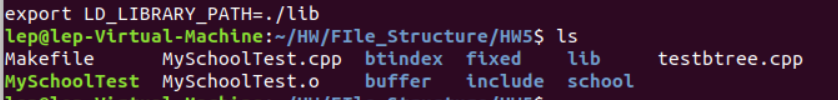 export LD_LIBRARY_PATH=./lib
lep@lep-Virtual-Machine:~/HW/FIle_Structure/HW5$ ls
Makefile MySchoolTest.cpp btindex fixed lib testbtree.cpp
MySchoolTest MySchoolTest.o buffer include school